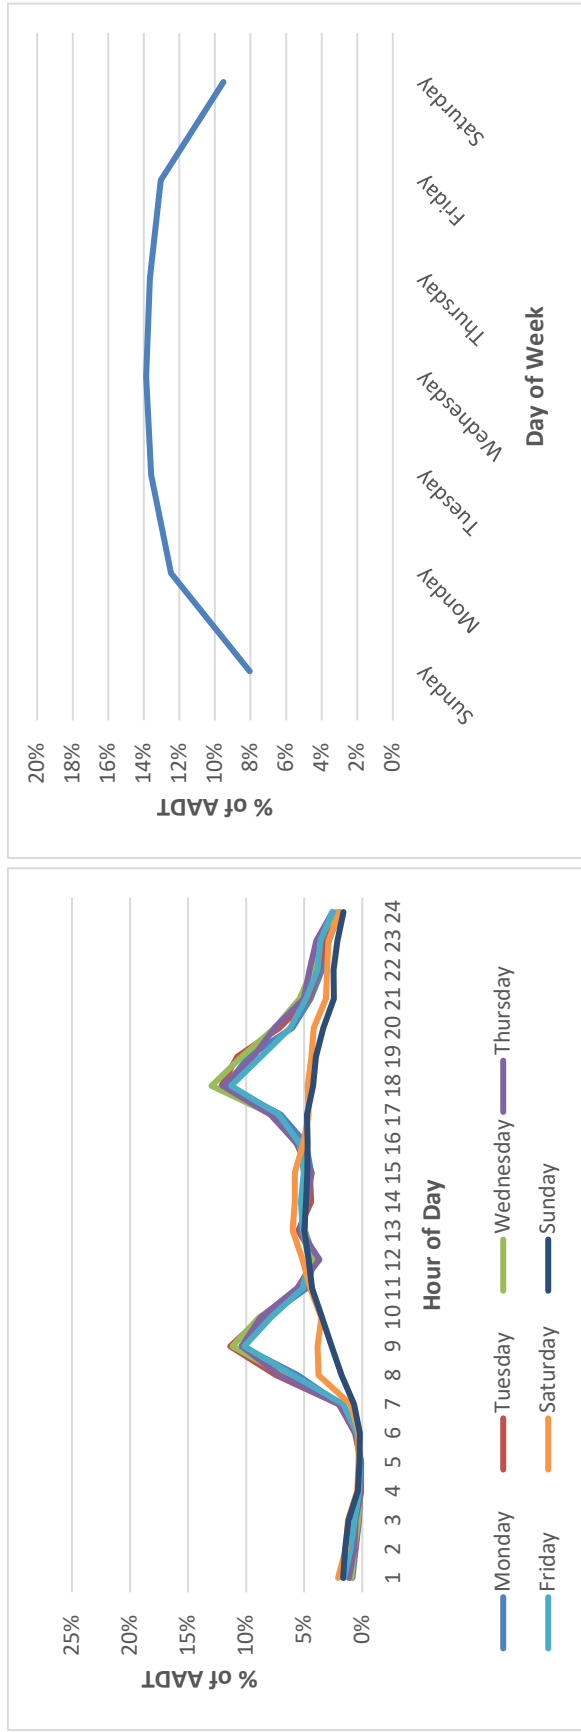 25%
20%
15%
10%
5%
0%
% of AADT
1 2 3 4 5 6 7 8 9 10 11 12 13 14 15 16 17 18 19 20 21 22 23 24
Hour of Day
Monday Tuesday Wednesday Thursday
Friday Saturday Sunday
20%
18%
16%
14%
12%
10%
8%
6%
4%
2%
0%
% of AADT
Sunday Monday Tuesday Wednesday Thursday Friday Saturday
Day of Week